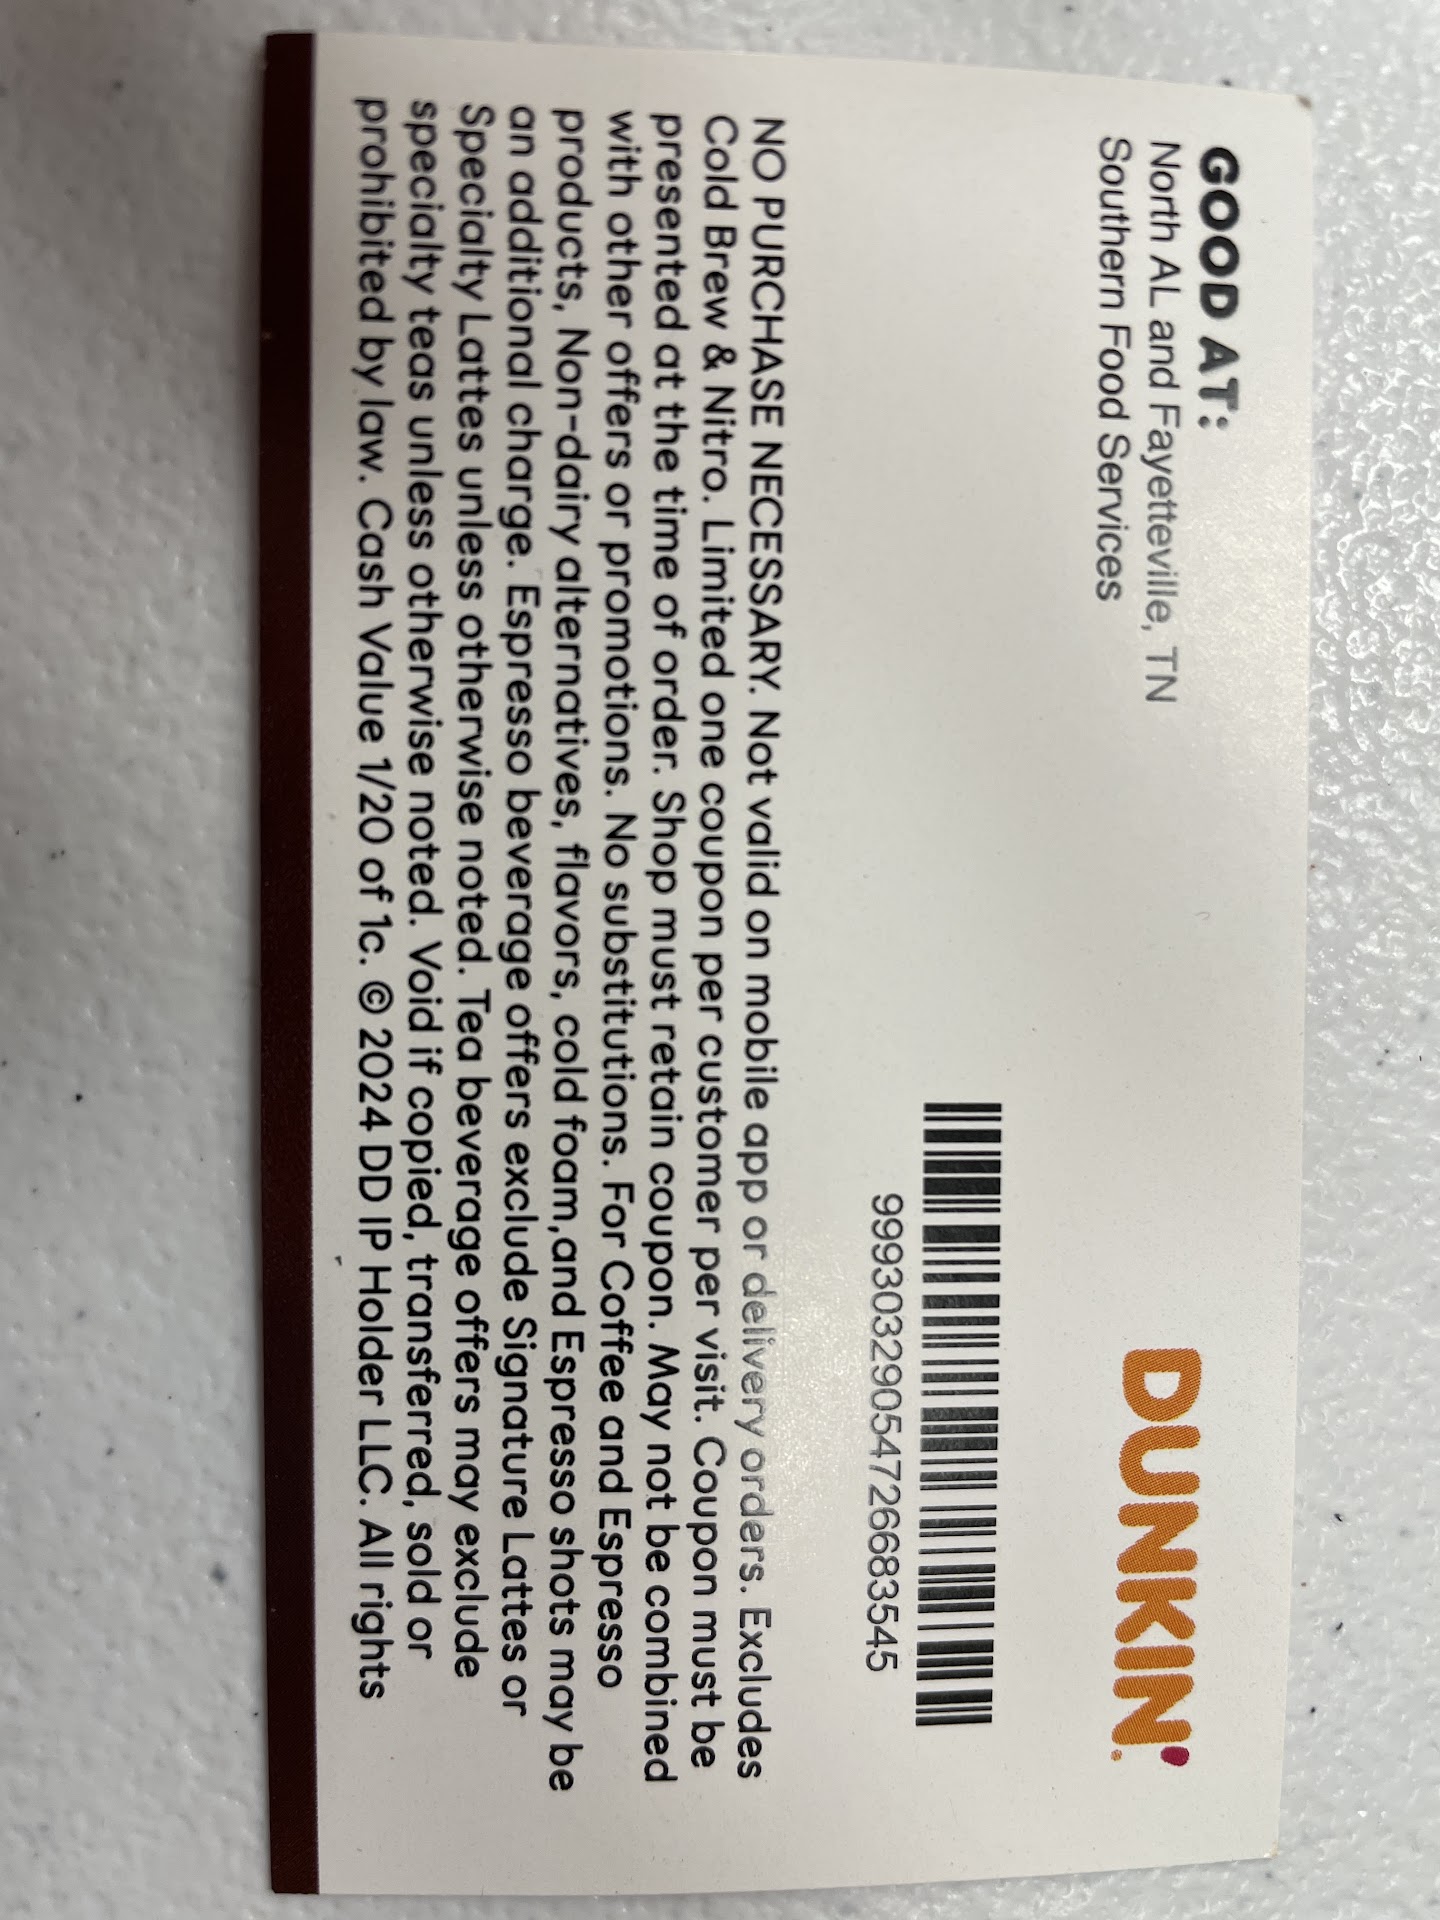 GOOD AT:
North AL and Fayetteville, TN
Southern Food Services
DUNKIN'
99930329054726683545
NO PURCHASE NECESSARY. Not valid on mobile app or delivery orders. Excludes
Cold Brew & Nitro. Limited one coupon per customer per visit. Coupon must be
presented at the time of order. Shop must retain coupon. May not be combined
with other offers or promotions. No substitutions. For Coffee and Espresso
products, Non-dairy alternatives, flavors, cold foam,and Espresso shots may be
an additional charge. Espresso beverage offers exclude Signature Lattes or
Specialty Lattes unless otherwise noted. Tea beverage offers may exclude
specialty teas unless otherwise noted. Void if copied, transferred, sold or
prohibited by law. Cash Value 1/20 of 1c. © 2024 DD IP Holder LLC. All rights